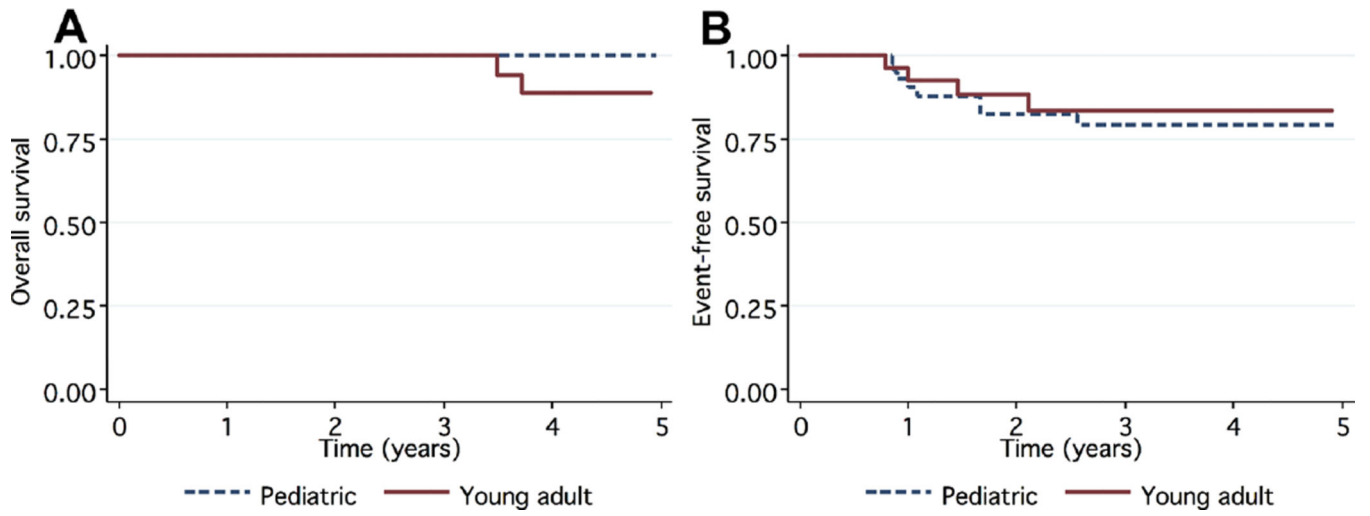 A
Overall survival
1.00
0.75
0.50
0.25
0.00
0 1 2 3 4 5
Time (years)
Pediatric Young adult
B
Event-free survival
1.00
0.75
0.50
0.25
0.00
0 1 2 3 4 5
Time (years)
Pediatric Young adult